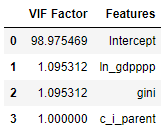 VIF Factor Features
0 98.975469 Intercept
1 1.095312 ln_gdpppp
2 1.095312 gini
3 1.000000 c_i_parent